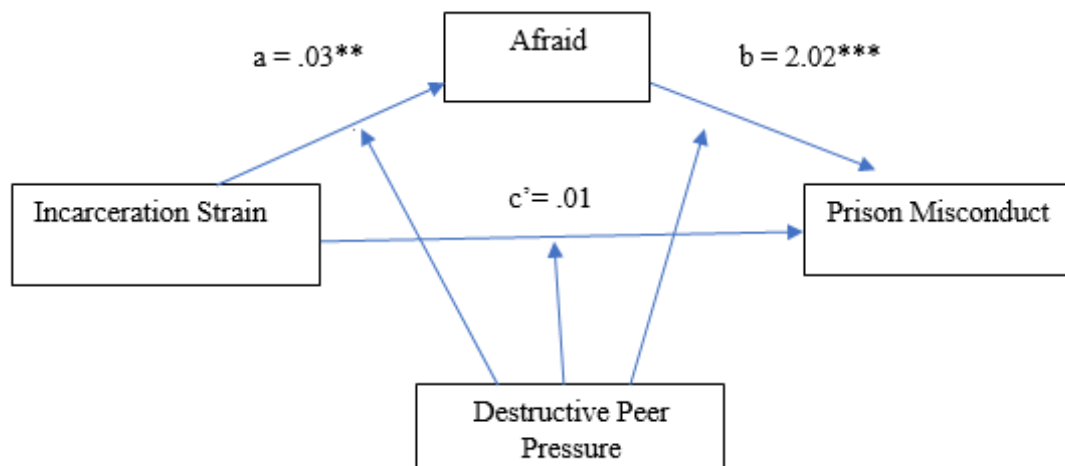 Afraid
a = .03**
b = 2.02***
Incarceration Strain
c’= .01
Prison Misconduct
Destructive Peer
Pressure